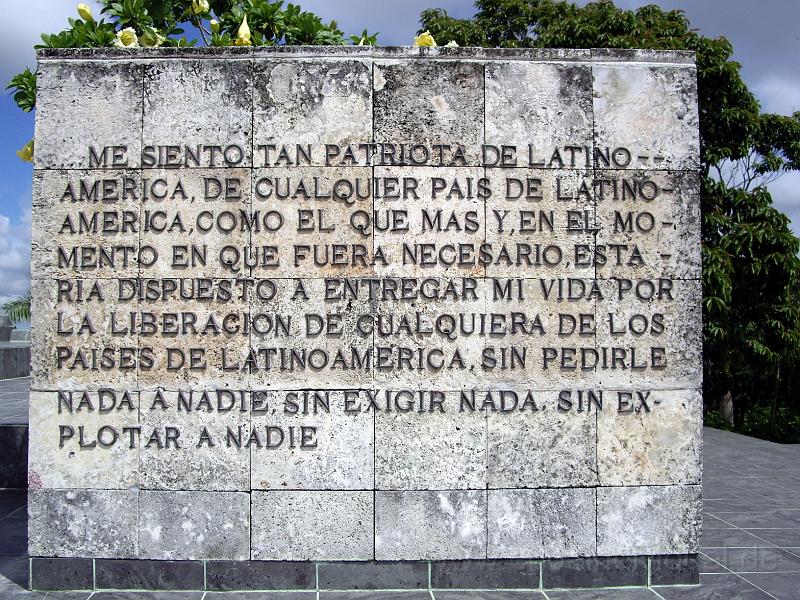 ME SIENTO TAN PATRIOTA DE LATINO--
AMERICA, DE CUALQUIER PAIS DE LATINO-
AMERICA, COMO EL QUE MAS Y, EN EL MO-
MENTO EN QUE FUERA NECESARIO, ESTA-
RIA DISPUESTO A ENTREGAR MI VIDA POR
LA LIBERACION DE CUALQUIERA DE LOS
PAISES DE LATINOAMERICA, SIN PEDIRLE
NADA A NADIE, SIN EXIGIR NADA, SIN EX-
PLOTAR A NADIE